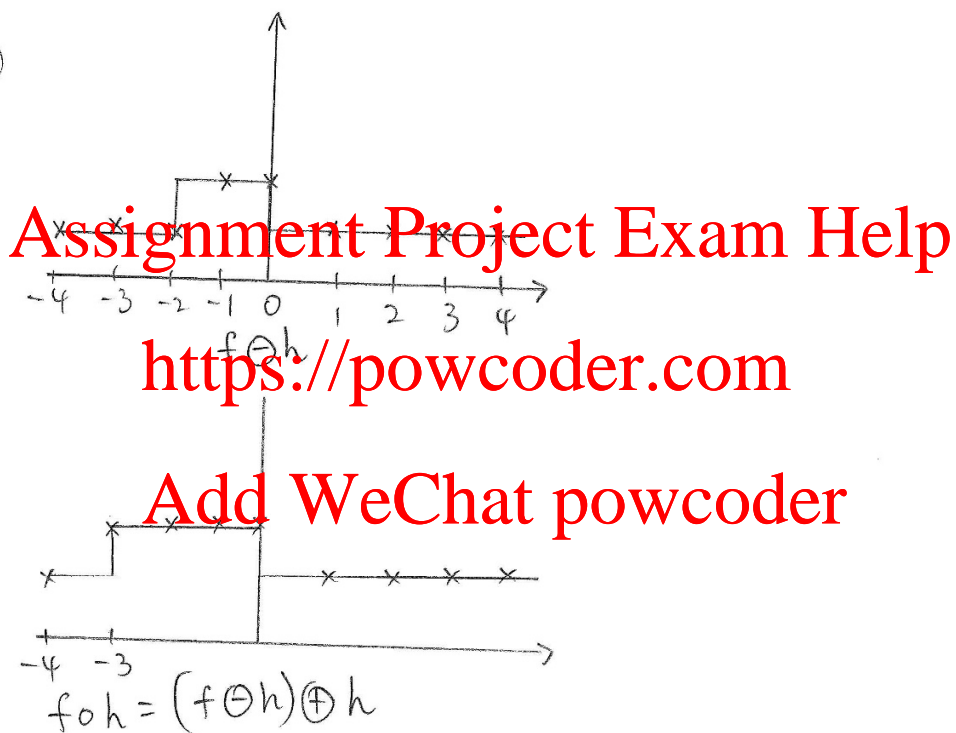 )
Assignment Project Exam Help
-4 -3 -2 -1 0 1 2 3 4
f⊖h
https://powcoder.com
Add WeChat powcoder
-4 -3
f∘h = (f⊖h)⊕h